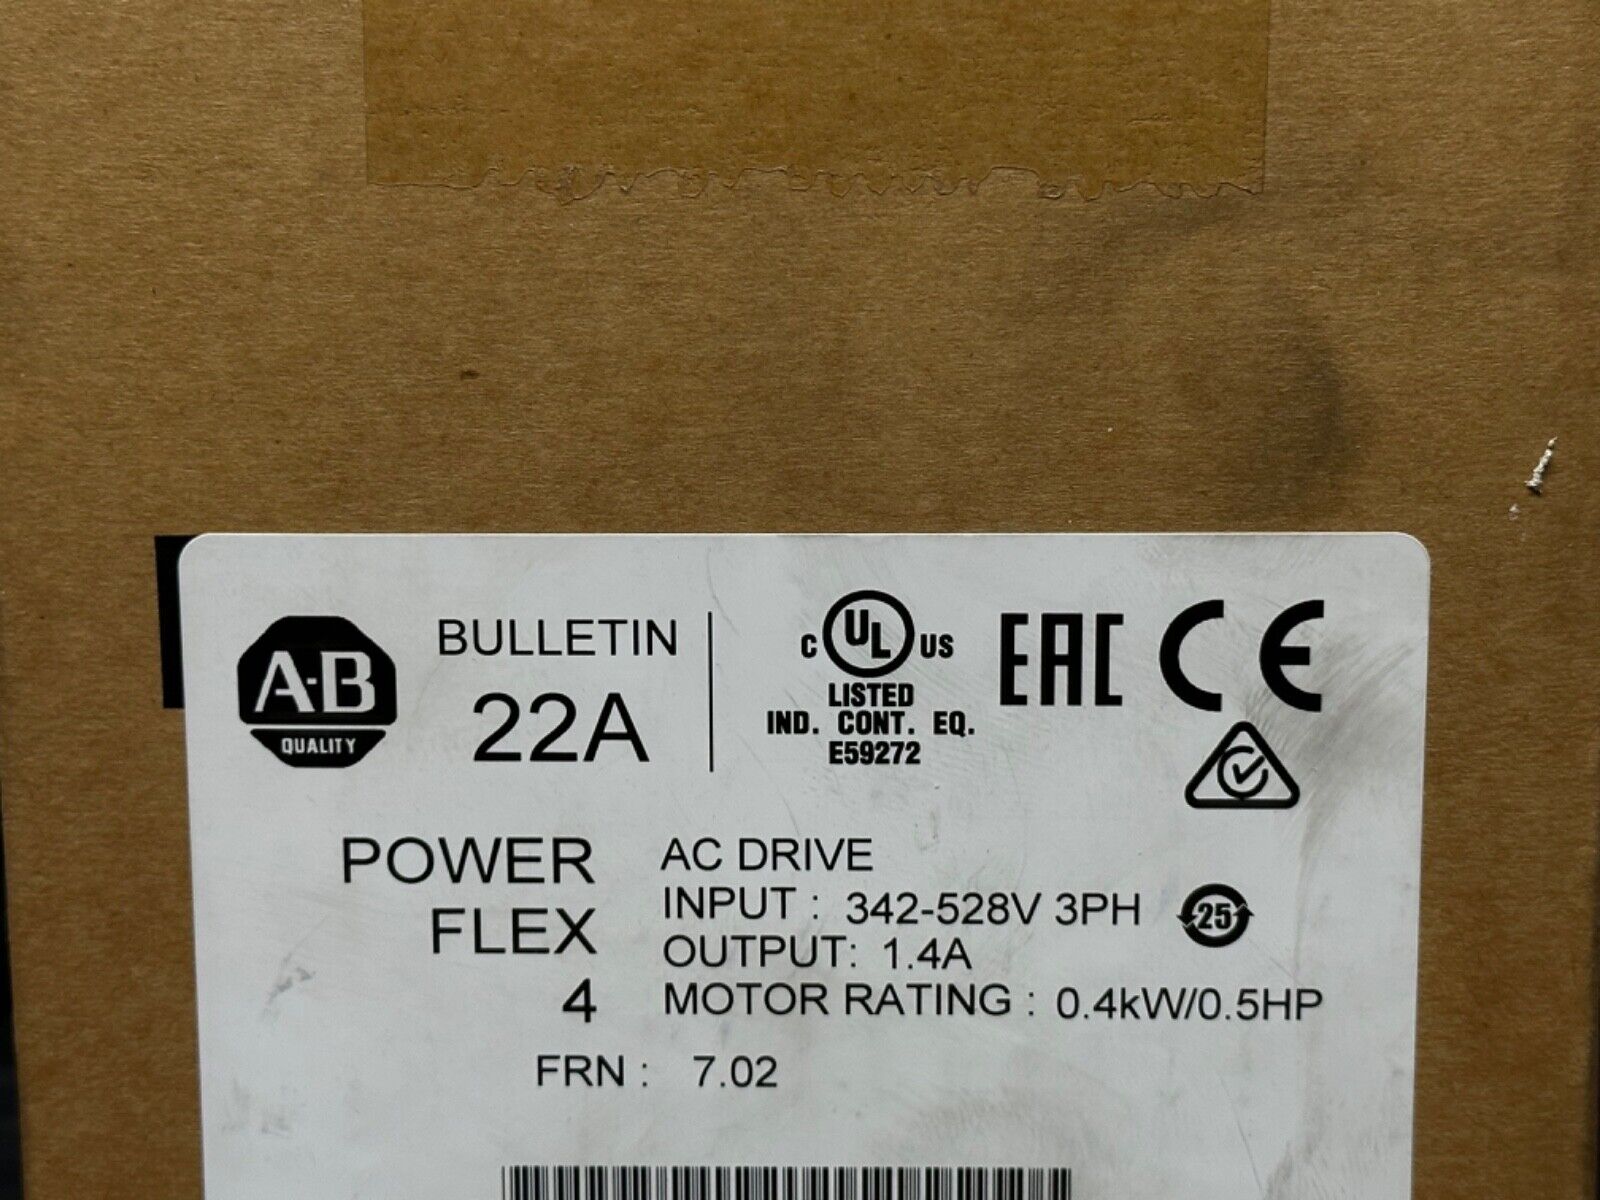 A-B
QUALITY
BULLETIN
22A
C UL US
LISTED
IND. CONT. EQ.
E59272
EAC CE
POWER
FLEX
4
AC DRIVE
INPUT : 342-528V 3PH
25
OUTPUT: 1.4A
MOTOR RATING : 0.4kW/0.5HP
FRN : 7.02